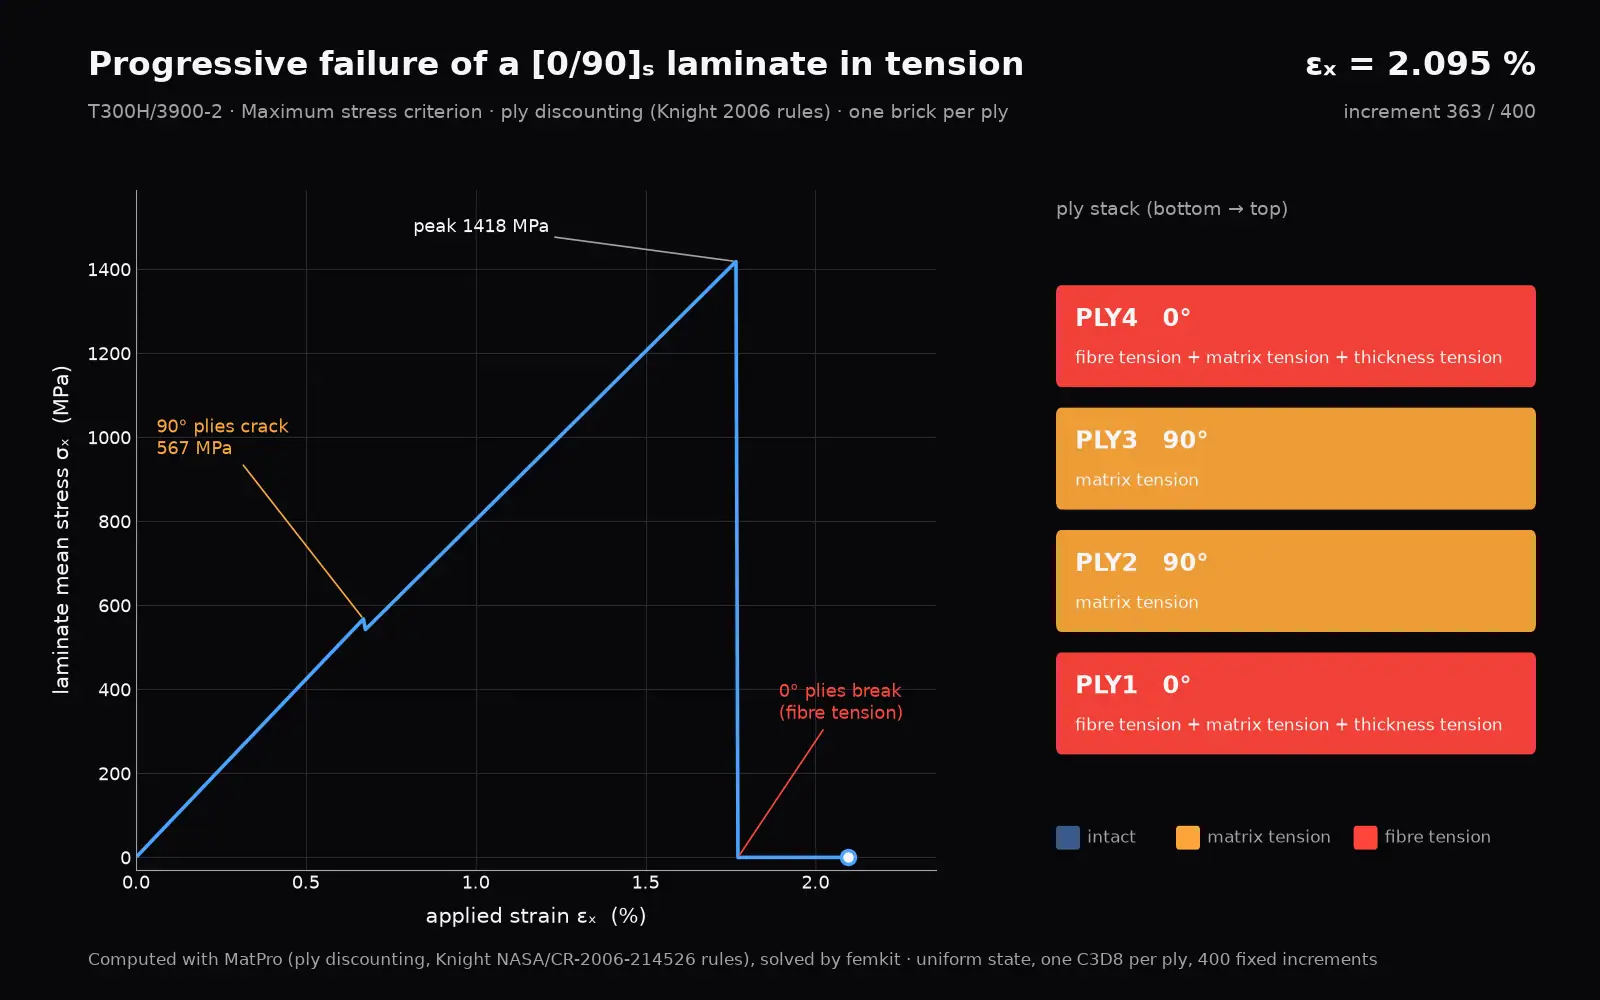 Progressive failure of a [0/90]ₛ laminate in tension
εₓ = 2.095 %
T300H/3900-2 · Maximum stress criterion · ply discounting (Knight 2006 rules) · one brick per ply
increment 363 / 400
ply stack (bottom → top)
peak 1418 MPa
90° plies crack
567 MPa
0° plies break
(fibre tension)
laminate mean stress σₓ (MPa)
1400
1200
1000
800
600
400
200
0
0.0 0.5 1.0 1.5 2.0
applied strain εₓ (%)
PLY4 0°
fibre tension + matrix tension + thickness tension
PLY3 90°
matrix tension
PLY2 90°
matrix tension
PLY1 0°
fibre tension + matrix tension + thickness tension
intact matrix tension fibre tension
Computed with MatPro (ply discounting, Knight NASA/CR-2006-214526 rules), solved by femkit · uniform state, one C3D8 per ply, 400 fixed increments